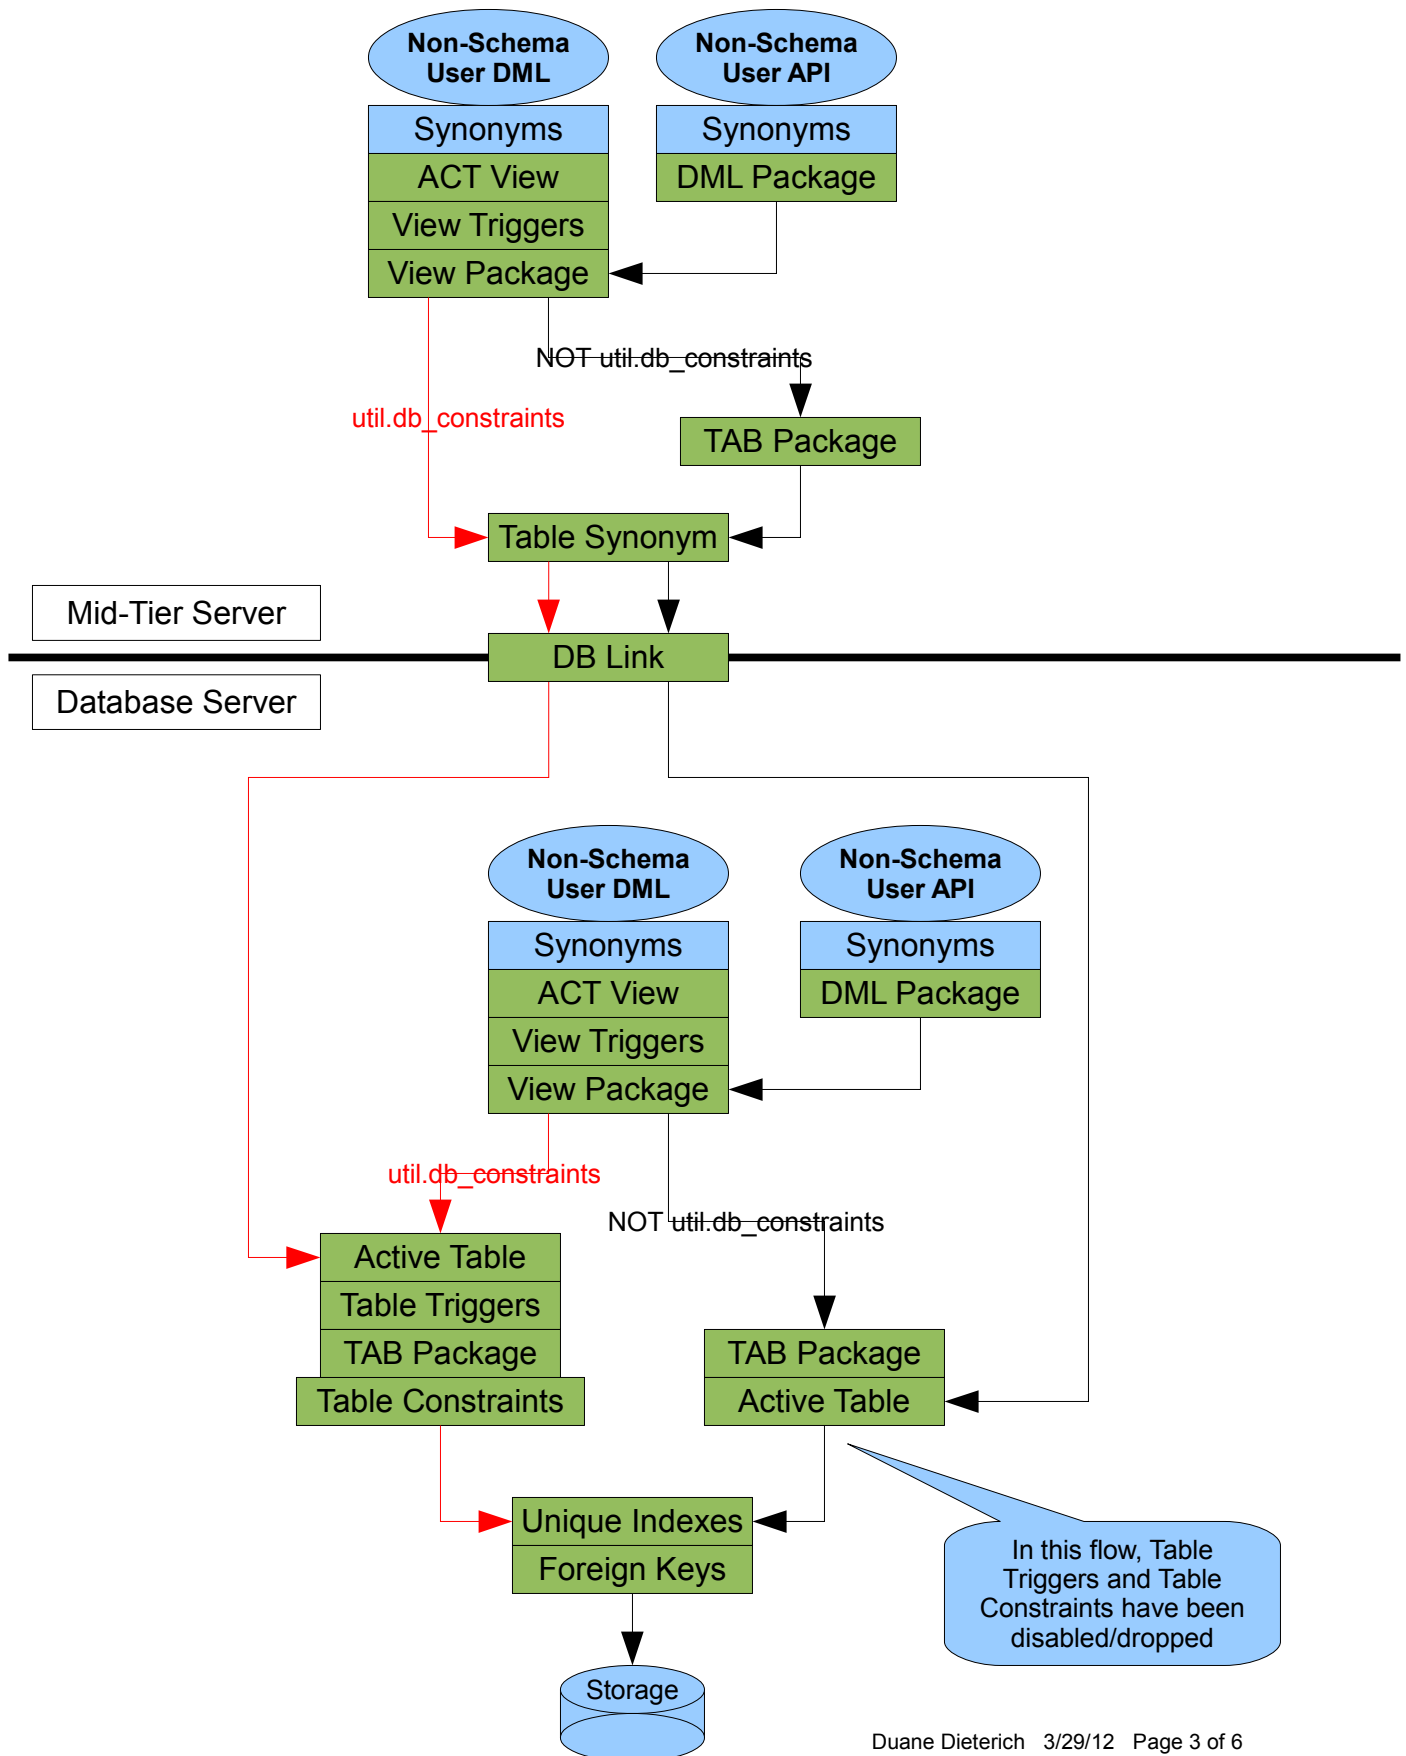 Non-Schema
User DML
Non-Schema
User API
Synonyms
Synonyms
ACT View
DML Package
View Triggers
View Package
NOT util.db_constraints
util.db_constraints
TAB Package
Table Synonym
Mid-Tier Server
DB Link
Database Server
Non-Schema
User DML
Non-Schema
User API
Synonyms
Synonyms
ACT View
DML Package
View Triggers
View Package
util.db_constraints
NOT util.db_constraints
Active Table
Table Triggers
TAB Package
Table Constraints
TAB Package
Active Table
Unique Indexes
Foreign Keys
In this flow, Table
Triggers and Table
Constraints have been
disabled/dropped
Storage
Duane Dieterich   3/29/12   Page 3 of 6